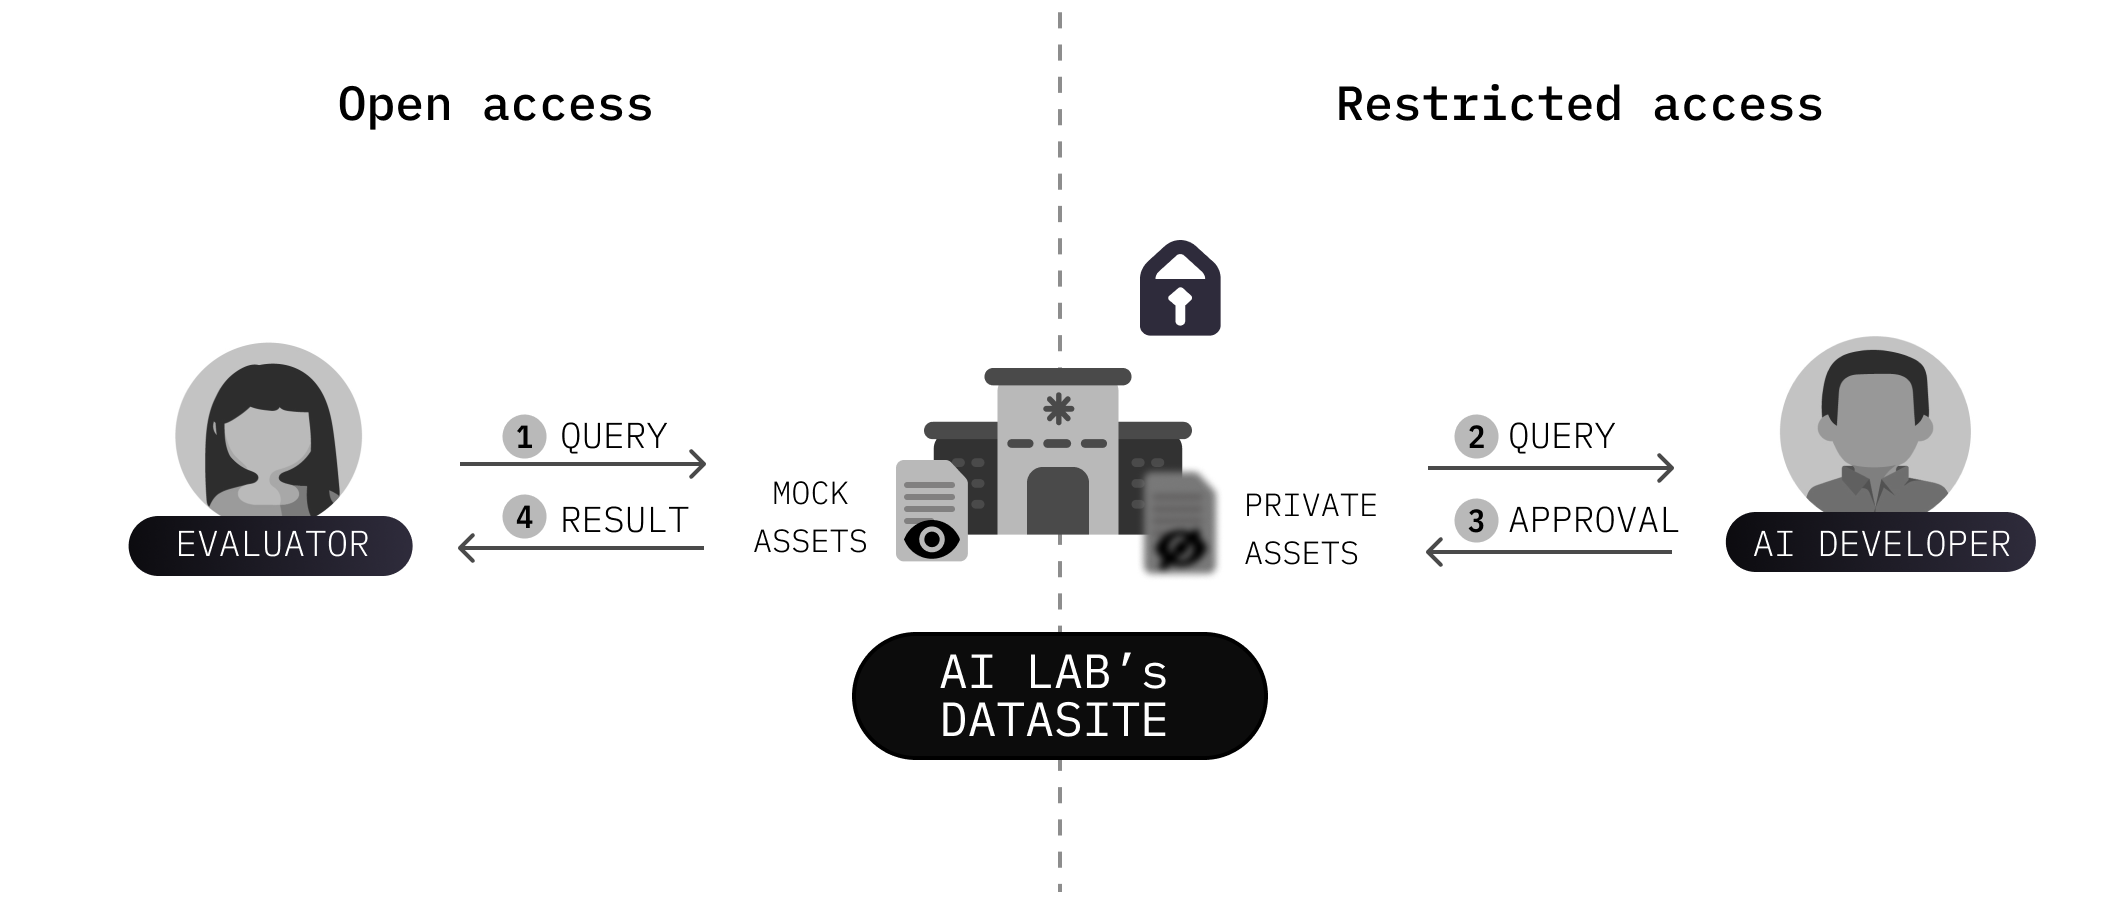 Open access
Restricted access
1 QUERY
4 RESULT
EVALUATOR
MOCK
ASSETS
PRIVATE
ASSETS
2 QUERY
3 APPROVAL
AI DEVELOPER
AI LAB’s
DATASITE